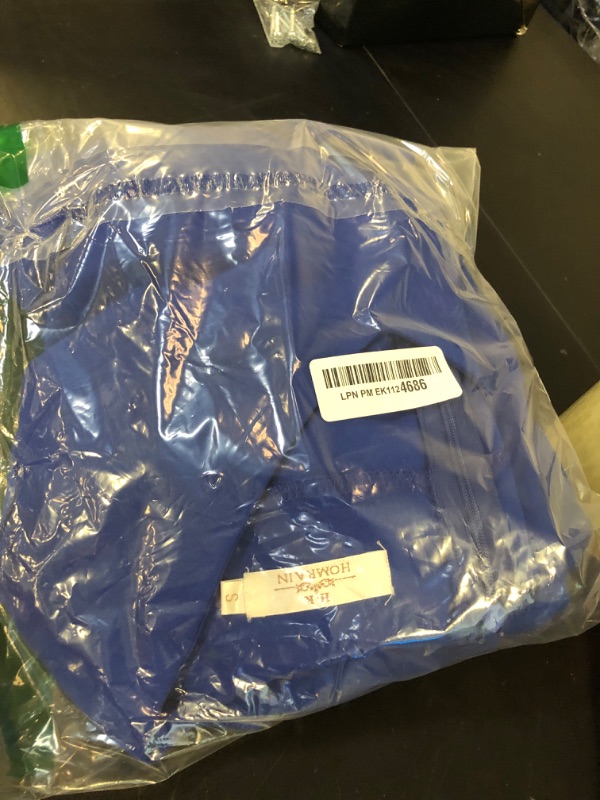 LPN PM EK1124686
H&R
HOMRAIN
S